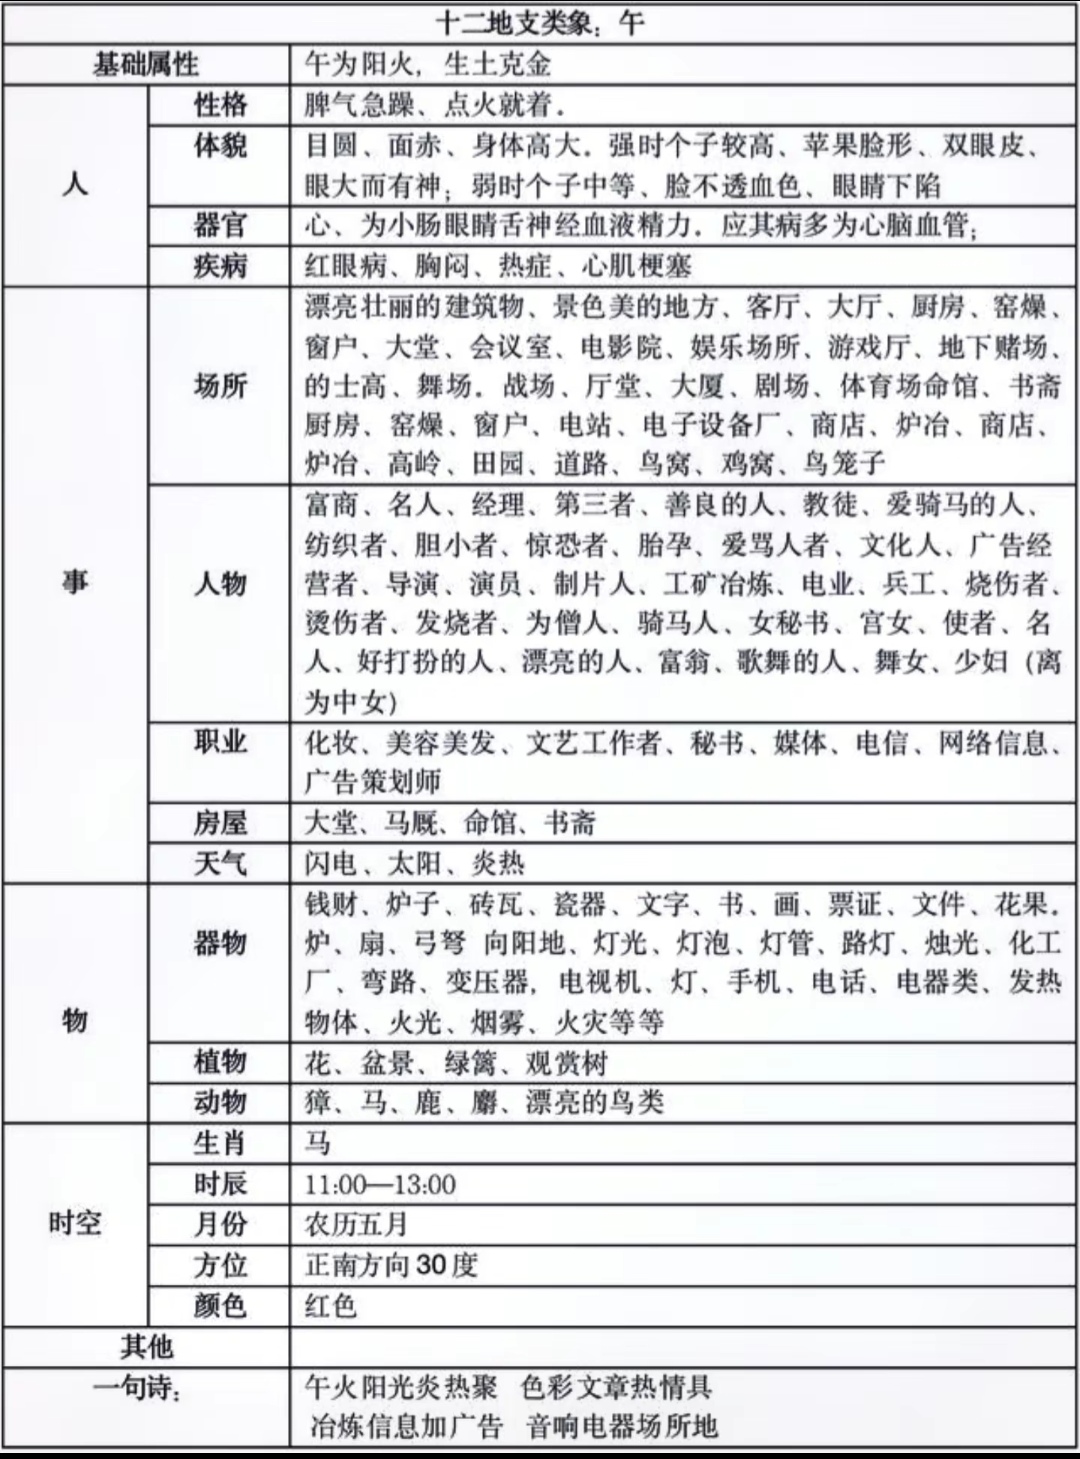 十二地支类象：午
基础属性 午为阳火，生土克金
人
性格 脾气急躁、点火就着．
体貌 目圆、面赤、身体高大．强时个子较高、苹果脸形、双眼皮、
眼大而有神；弱时个子中等、脸不透血色、眼睛下陷
器官 心、为小肠眼睛舌神经血液精力．应其病多为心脑血管；
疾病 红眼病、胸闷、热症、心肌梗塞
事
场所 漂亮壮丽的建筑物、景色美的地方、客厅、大厅、厨房、窑燥、
窗户、大堂、会议室、电影院、娱乐场所、游戏厅、地下赌场、
的士高、舞场．战场、厅堂、大厦、剧场、体育场命馆、书斋
厨房、窑燥、窗户、电站、电子设备厂、商店、炉冶、商店、
炉冶、高岭、田园、道路、鸟窝、鸡窝、鸟笼子
人物 富商、名人、经理、第三者、善良的人、教徒、爱骑马的人、
纺织者、胆小者、惊恐者、胎孕、爱骂人者、文化人、广告经
营者、导演、演员、制片人、工矿冶炼、电业、兵工、烧伤者、
烫伤者、发烧者、为僧人、骑马人、女秘书、宫女、使者、名
人、好打扮的人、漂亮的人、富翁、歌舞的人、舞女、少妇（离
为中女）
职业 化妆、美容美发、文艺工作者、秘书、媒体、电信、网络信息、
广告策划师
房屋 大堂、马厩、命馆、书斋
天气 闪电、太阳、炎热
物
器物 钱财、炉子、砖瓦、瓷器、文字、书、画、票证、文件、花果．
炉、扇、弓弩 向阳地、灯光、灯泡、灯管、路灯、烛光、化工
厂、弯路、变压器，电视机、灯、手机、电话、电器类、发热
物体、火光、烟雾、火灾等等
植物 花、盆景、绿篱、观赏树
动物 獐、马、鹿、麝、漂亮的鸟类
时空
生肖 马
时辰 11:00—13:00
月份 农历五月
方位 正南方向30度
颜色 红色
其他
一句诗： 午火阳光炎热聚 色彩文章热情具
冶炼信息加广告 音响电器场所地